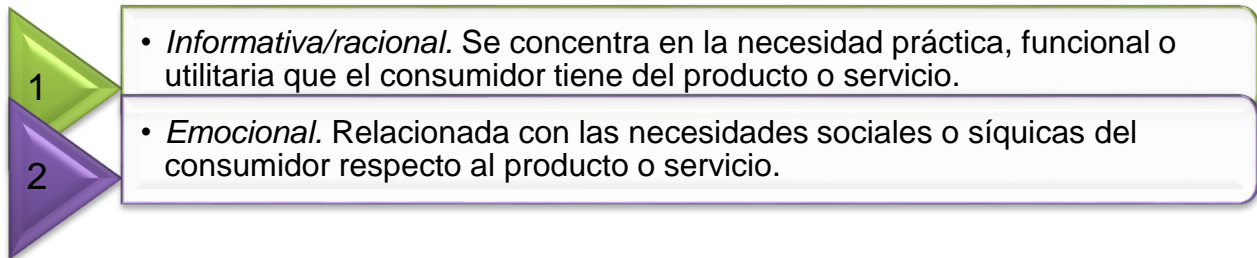 1
• Informativa/racional. Se concentra en la necesidad práctica, funcional o
utilitaria que el consumidor tiene del producto o servicio.
2
• Emocional. Relacionada con las necesidades sociales o síquicas del
consumidor respecto al producto o servicio.